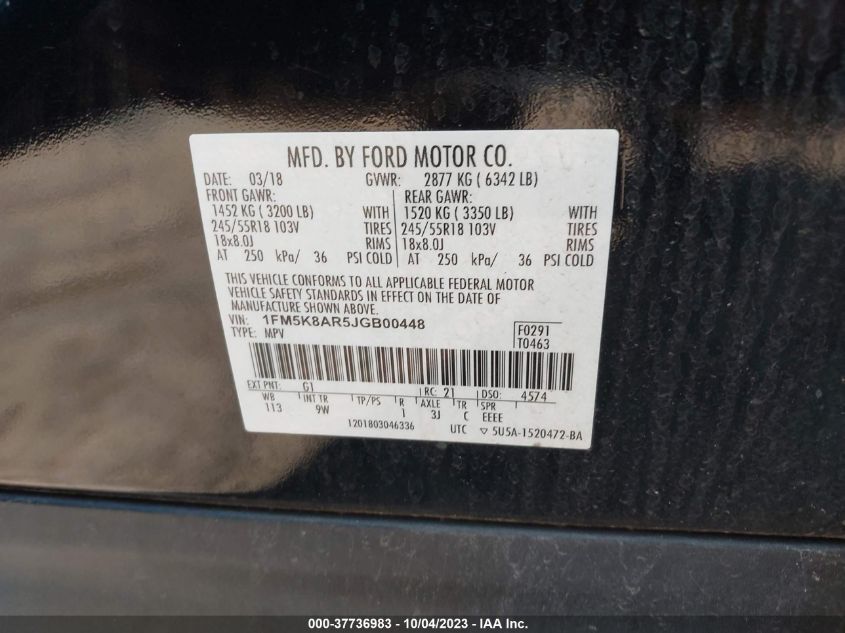 MFD. BY FORD MOTOR CO.
DATE: 03/18 GVWR: 2877 KG ( 6342 LB)
FRONT GAWR: REAR GAWR:
1452 KG ( 3200 LB) WITH 1520 KG ( 3350 LB) WITH
245/55R18 103V TIRES 245/55R18 103V TIRES
18x8.0J RIMS 18x8.0J RIMS
AT 250 kPa/ 36 PSI COLD AT 250 kPa/ 36 PSI COLD
THIS VEHICLE CONFORMS TO ALL APPLICABLE FEDERAL MOTOR
VEHICLE SAFETY STANDARDS IN EFFECT ON THE DATE OF
MANUFACTURE SHOWN ABOVE.
VIN: 1FM5K8AR5JGB00448 F0291
TYPE: MPV T0463
EXT PNT: G1 RC: 21 DSO: 4574
WB INT TR TP/PS R AXLE TR SPR
113 9W 1 3J C EEEE
1201803046336 UTC ▽ 5U5A-1520472-BA
000-37736983 - 10/04/2023 - IAA Inc.